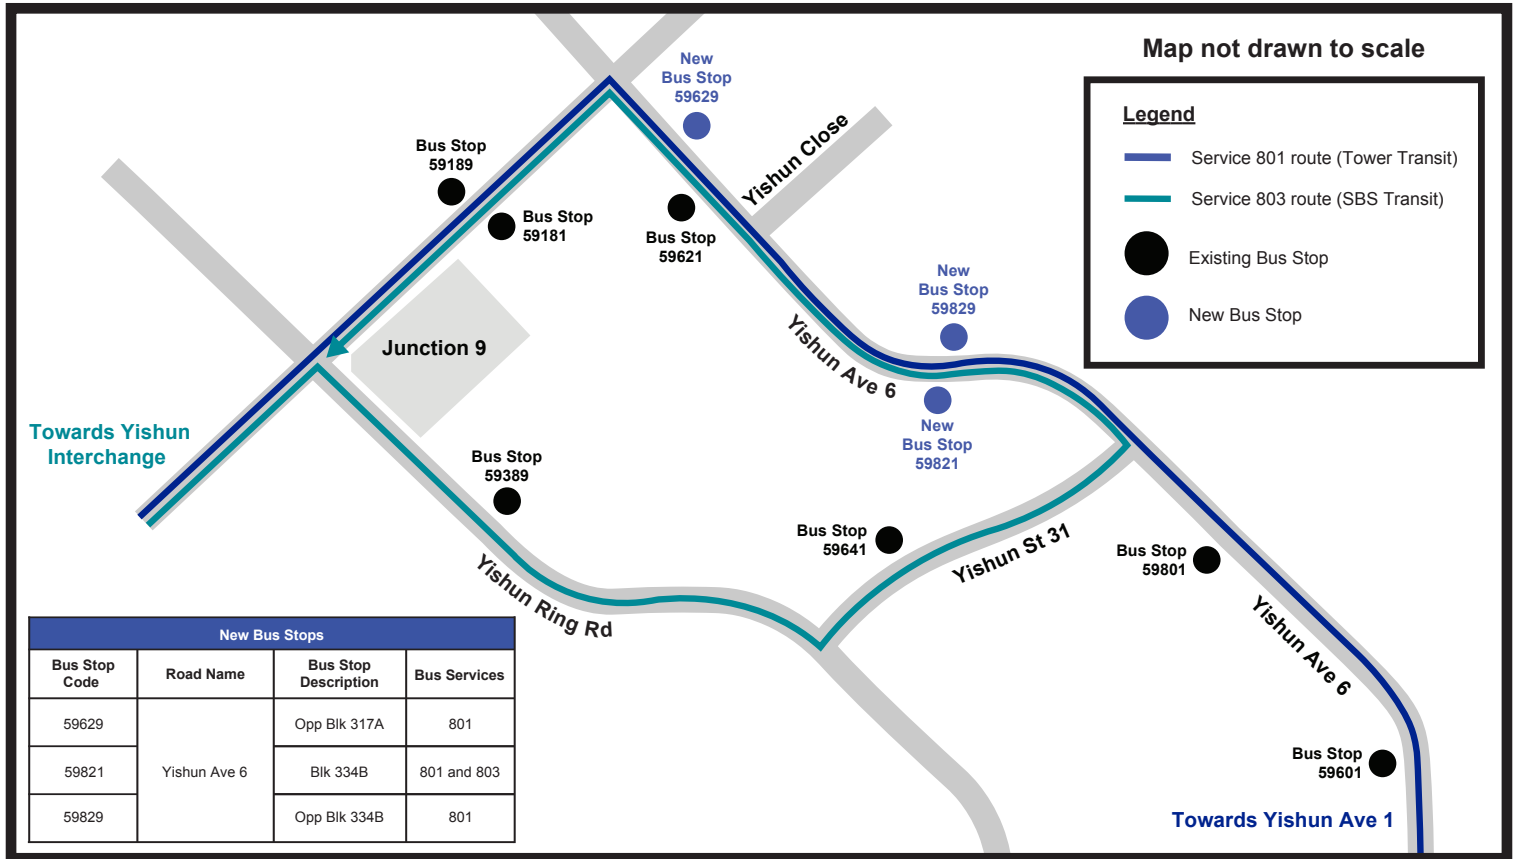 Map not drawn to scale
Legend
Service 801 route (Tower Transit)
Service 803 route (SBS Transit)
Existing Bus Stop
New Bus Stop
New
Bus Stop
59629
Yishun Close
Bus Stop
59189
Bus Stop
59181
Bus Stop
59621
New
Bus Stop
59829
Yishun Ave 6
Junction 9
New
Bus Stop
59821
Towards Yishun
Interchange
Bus Stop
59389
Bus Stop
59641
Yishun St 31
Bus Stop
59801
Yishun Ring Rd
Yishun Ave 6
Bus Stop
59601
Towards Yishun Ave 1
New Bus Stops
Bus Stop
Code
Road Name
Bus Stop
Description
Bus Services
59629
Opp Blk 317A
801
59821
Yishun Ave 6
Blk 334B
801 and 803
59829
Opp Blk 334B
801